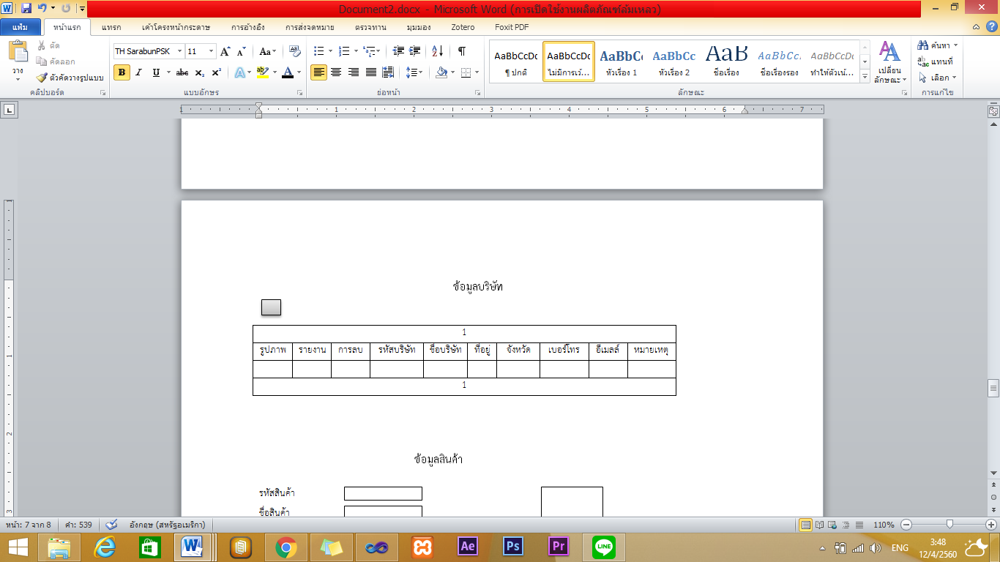 Document2.docx - Microsoft Word (การเปิดใช้งานผลิตภัณฑ์ล้มเหลว)
แฟ้ม หน้าแรก แทรก เค้าโครงหน้ากระดาษ การอ้างอิง การส่งจดหมาย ตรวจทาน มุมมอง Zotero Foxit PDF
วาง
ตัด
คัดลอก
ตัวคัดวางรูปแบบ
คลิปบอร์ด
TH SarabunPSK 11
B I U abc x₂ x²
แบบอักษร
ย่อหน้า
AaBbCcDc AaBbCcDc AaBbC AaBbCc AaB AaBbCc AaBbCcDc
¶ ปกติ ไม่มีการเว้... หัวเรื่อง 1 หัวเรื่อง 2 ชื่อเรื่อง ชื่อเรื่องรอง ทำให้ตัวเน้...
เปลี่ยน
ลักษณะ
ลักษณะ
ค้นหา
แทนที่
เลือก
การแก้ไข
1 1 2 3 4 5 6 7
ข้อมูลบริษัท
1
รูปภาพ รายงาน การลบ รหัสบริษัท ชื่อบริษัท ที่อยู่ จังหวัด เบอร์โทร อีเมลล์ หมายเหตุ
1
ข้อมูลสินค้า
รหัสสินค้า
ชื่อสินค้า
หน้า: 7 จาก 8 คำ: 539 อังกฤษ (สหรัฐอเมริกา) 110%
Ae Ps Pr LINE ENG
3:48
12/4/2560